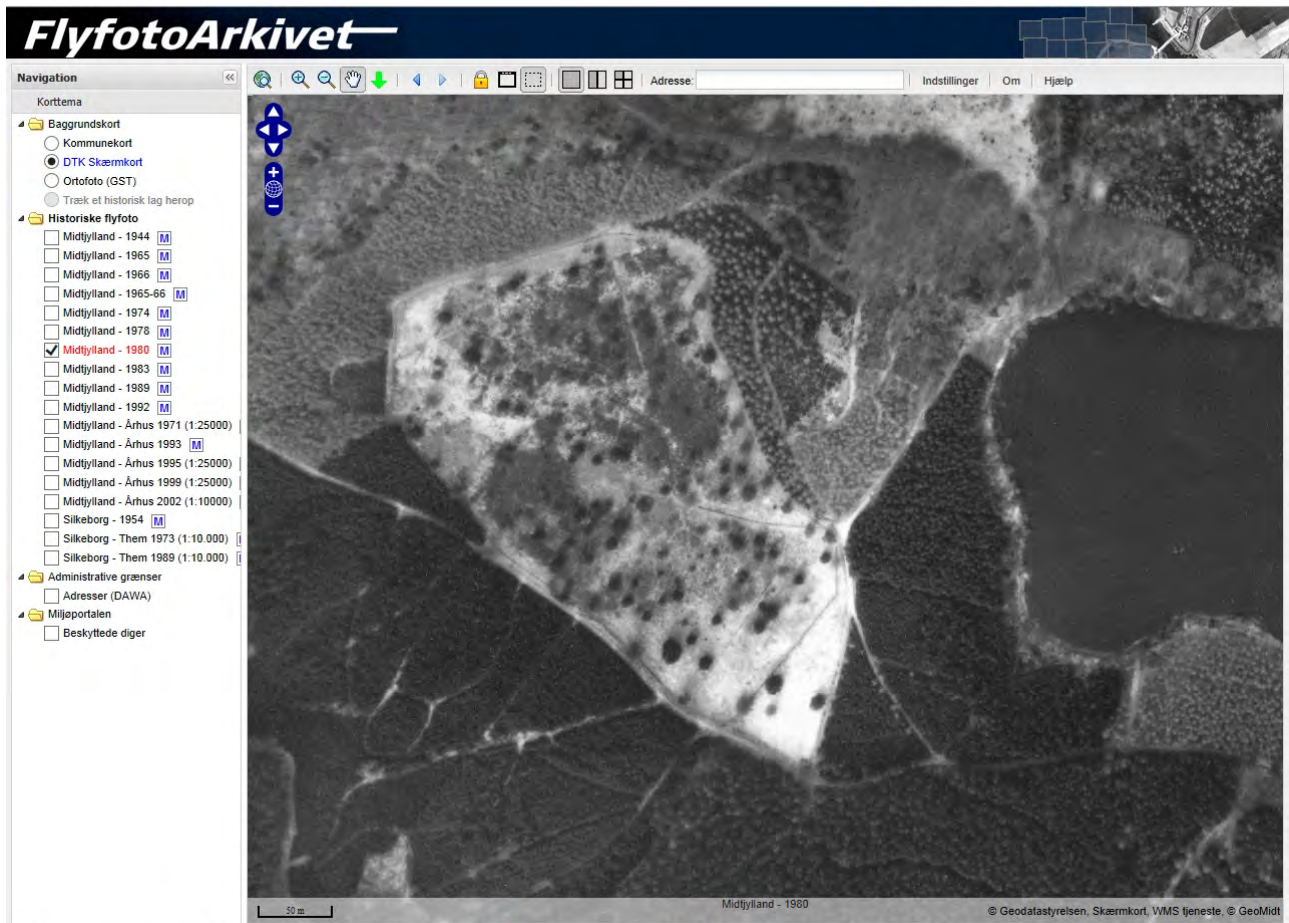 FlyfotoArkivet
Navigation
Adresse: Indstillinger Om Hjælp
Korttema
Baggrundskort
Kommunekort
DTK Skærmkort
Ortofoto (GST)
Træk et historisk lag herop
Historiske flyfoto
Midtjylland - 1944 M
Midtjylland - 1965 M
Midtjylland - 1966 M
Midtjylland - 1965-66 M
Midtjylland - 1974 M
Midtjylland - 1978 M
Midtjylland - 1980 M
Midtjylland - 1983 M
Midtjylland - 1989 M
Midtjylland - 1992 M
Midtjylland - Århus 1971 (1:25000)
Midtjylland - Århus 1993 M
Midtjylland - Århus 1995 (1:25000)
Midtjylland - Århus 1999 (1:25000)
Midtjylland - Århus 2002 (1:10000)
Silkeborg - 1954 M
Silkeborg - Them 1973 (1:10.000)
Silkeborg - Them 1989 (1:10.000)
Administrative grænser
Adresser (DAWA)
Miljøportalen
Beskyttede diger
50 m
Midtjylland - 1980
© Geodatastyrelsen, Skærmkort, WMS tjeneste, © GeoMidt